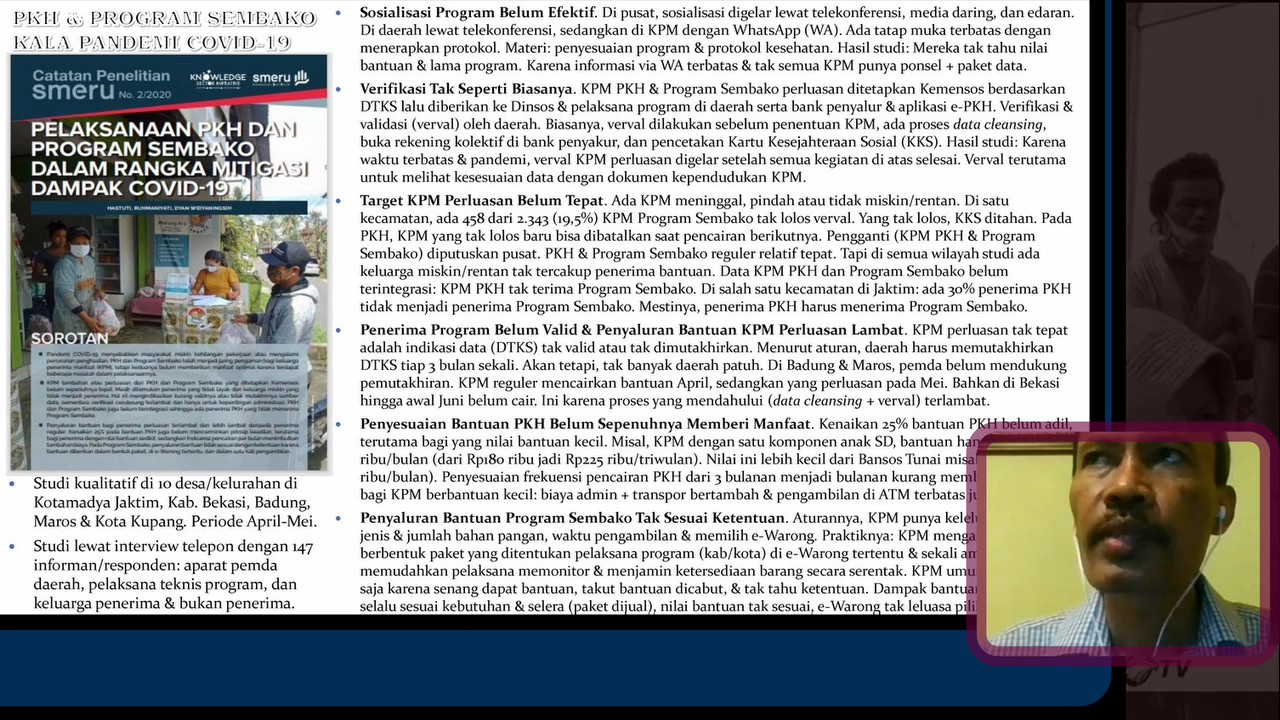 PKH & PROGRAM SEMBAKO
KALA PANDEMI COVID-19
Catatan Penelitian
smeru No. 2/2020
KNOWLEDGE
SECTOR INITIATIVE
smeru
PELAKSANAAN PKH DAN
PROGRAM SEMBAKO
DALAM RANGKA MITIGASI
DAMPAK COVID-19
HASTUTI, RUHMANIYATI, DYAN WIDYANINGSIH
SOROTAN
Studi kualitatif di 10 desa/kelurahan di
Kotamadya Jaktim, Kab. Bekasi, Badung,
Maros & Kota Kupang. Periode April-Mei.
Studi lewat interview telepon dengan 147
informan/responden: aparat pemda
daerah, pelaksana teknis program, dan
keluarga penerima & bukan penerima.
Sosialisasi Program Belum Efektif. Di pusat, sosialisasi digelar lewat telekonferensi, media daring, dan edaran.
Di daerah lewat telekonferensi, sedangkan di KPM dengan WhatsApp (WA). Ada tatap muka terbatas dengan
menerapkan protokol. Materi: penyesuaian program & protokol kesehatan. Hasil studi: Mereka tak tahu nilai
bantuan & lama program. Karena informasi via WA terbatas & tak semua KPM punya ponsel + paket data.
Verifikasi Tak Seperti Biasanya. KPM PKH & Program Sembako perluasan ditetapkan Kemensos berdasarkan
DTKS lalu diberikan ke Dinsos & pelaksana program di daerah serta bank penyalur & aplikasi e-PKH. Verifikasi &
validasi (verval) oleh daerah. Biasanya, verval dilakukan sebelum penentuan KPM, ada proses data cleansing,
buka rekening kolektif di bank penyakur, dan pencetakan Kartu Kesejahteraan Sosial (KKS). Hasil studi: Karena
waktu terbatas & pandemi, verval KPM perluasan digelar setelah semua kegiatan di atas selesai. Verval terutama
untuk melihat kesesuaian data dengan dokumen kependudukan KPM.
Target KPM Perluasan Belum Tepat. Ada KPM meninggal, pindah atau tidak miskin/rentan. Di satu
kecamatan, ada 458 dari 2.343 (19,5%) KPM Program Sembako tak lolos verval. Yang tak lolos, KKS ditahan. Pada
PKH, KPM yang tak lolos baru bisa dibatalkan saat pencairan berikutnya. Pengganti (KPM PKH & Program
Sembako) diputuskan pusat. PKH & Program Sembako reguler relatif tepat. Tapi di semua wilayah studi ada
keluarga miskin/rentan tak tercakup penerima bantuan. Data KPM PKH dan Program Sembako belum
terintegrasi: KPM PKH tak terima Program Sembako. Di salah satu kecamatan di Jaktim: ada 30% penerima PKH
tidak menjadi penerima Program Sembako. Mestinya, penerima PKH harus menerima Program Sembako.
Penerima Program Belum Valid & Penyaluran Bantuan KPM Perluasan Lambat. KPM perluasan tak tepat
adalah indikasi data (DTKS) tak valid atau tak dimutakhirkan. Menurut aturan, daerah harus memutakhirkan
DTKS tiap 3 bulan sekali. Akan tetapi, tak banyak daerah patuh. Di Badung & Maros, pemda belum mendukung
pemutakhiran. KPM reguler mencairkan bantuan April, sedangkan yang perluasan pada Mei. Bahkan di Bekasi
hingga awal Juni belum cair. Ini karena proses yang mendahului (data cleansing + verval) terlambat.
Penyesuaian Bantuan PKH Belum Sepenuhnya Memberi Manfaat. Kenaikan 25% bantuan PKH belum adil,
terutama bagi yang nilai bantuan kecil. Misal, KPM dengan satu anak usia anak SD, bantuan
ribu/bulan (dari Rp180 ribu jadi Rp225 ribu/triwulan). Nilai ini lebih kecil dari Bansos Tunai
ribu/bulan). Penyesuaian frekuensi pencairan PKH dari 3 bulanan menjadi bulanan kurang
bagi KPM berbantuan kecil: biaya admin + transpor bertambah & pengambilan di ATM terbatas
Penyaluran Bantuan Program Sembako Tak Sesuai Ketentuan. Aturannya, KPM punya
jenis & jumlah bahan pangan, waktu pengambilan & memilih e-Warong. Praktiknya: KPM
berbentuk paket yang ditentukan pelaksana program (kab/kota) di e-Warong tertentu & sekali
memudahkan pelaksana memonitor & menjamin ketersediaan barang secara serentak. KPM
saja karena senang dapat bantuan, takut bantuan dicabut, & tak tahu ketentuan. Dampak
selalu sesuai kebutuhan & selera (paket dijual), nilai bantuan tak sesuai, e-Warong tak leluasa
TV